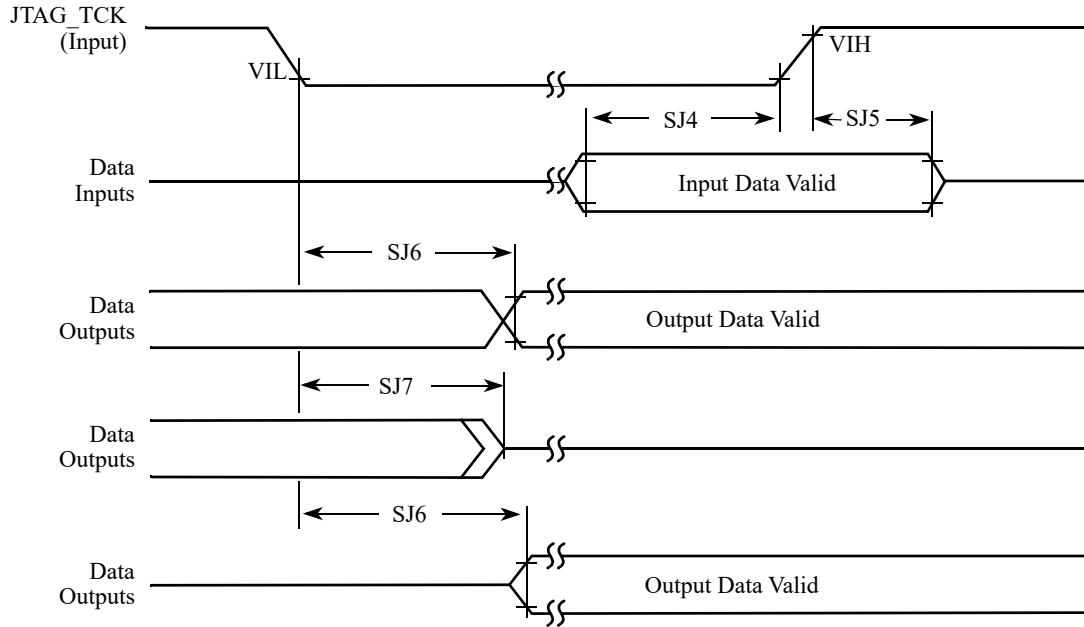 JTAG_TCK
(Input)
VIL
VIH
SJ4
SJ5
Data
Inputs
Input Data Valid
SJ6
Data
Outputs
Output Data Valid
SJ7
Data
Outputs
SJ6
Data
Outputs
Output Data Valid